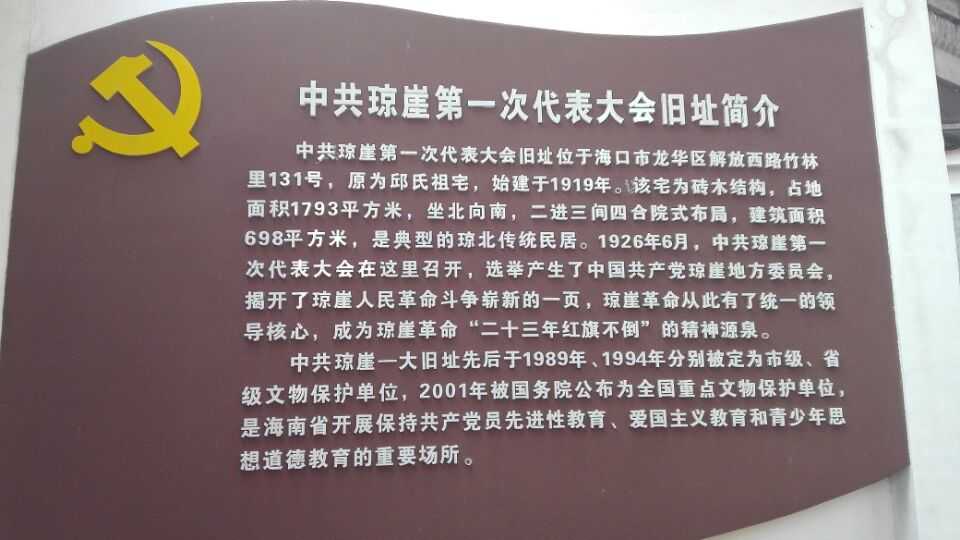 中共琼崖第一次代表大会旧址简介
中共琼崖第一次代表大会旧址位于海口市龙华区解放西路竹林
里131号，原为邱氏祖宅，始建于1919年。该宅为砖木结构，占地
面积1793平方米，坐北向南，二进三间四合院式布局，建筑面积
698平方米，是典型的琼北传统民居。1926年6月，中共琼崖第一
次代表大会在这里召开，选举产生了中国共产党琼崖地方委员会，
揭开了琼崖人民革命斗争崭新的一页，琼崖革命从此有了统一的领
导核心，成为琼崖革命“二十三年红旗不倒”的精神源泉。
中共琼崖一大旧址先后于1989年、1994年分别被定为市级、省
级文物保护单位，2001年被国务院公布为全国重点文物保护单位，
是海南省开展保持共产党员先进性教育、爱国主义教育和青少年思
想道德教育的重要场所。